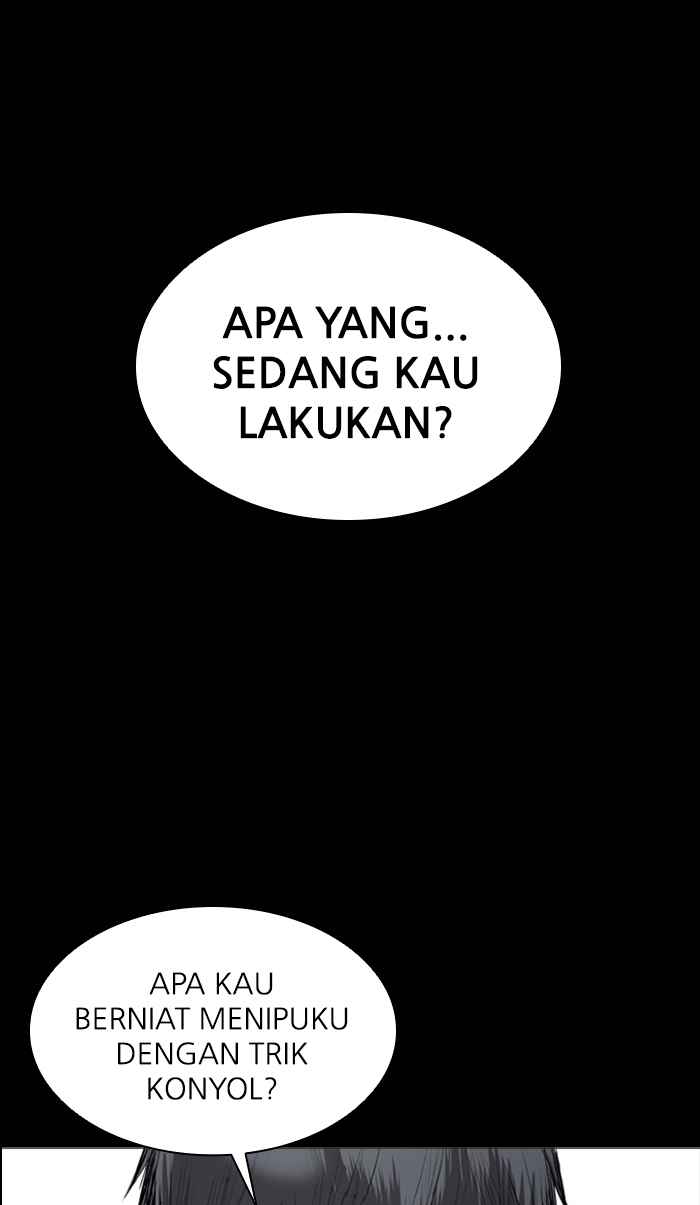 APA YANG...
SEDANG KAU
LAKUKAN?
APA KAU
BERNIAT MENIPUKU
DENGAN TRIK
KONYOL?